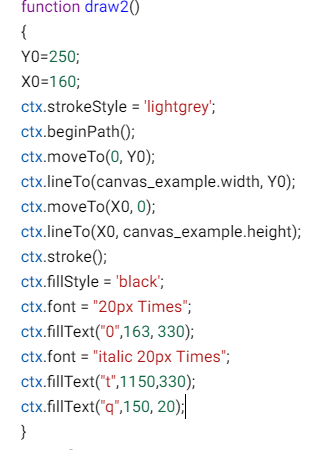 function draw2()
{
Y0=250;
X0=160;
ctx.strokeStyle = 'lightgrey';
ctx.beginPath();
ctx.moveTo(0, Y0);
ctx.lineTo(canvas_example.width, Y0);
ctx.moveTo(X0, 0);
ctx.lineTo(X0, canvas_example.height);
ctx.stroke();
ctx.fillStyle = 'black';
ctx.font = "20px Times";
ctx.fillText("0",163, 330);
ctx.font = "italic 20px Times";
ctx.fillText("t",1150,330);
ctx.fillText("q",150, 20);
}